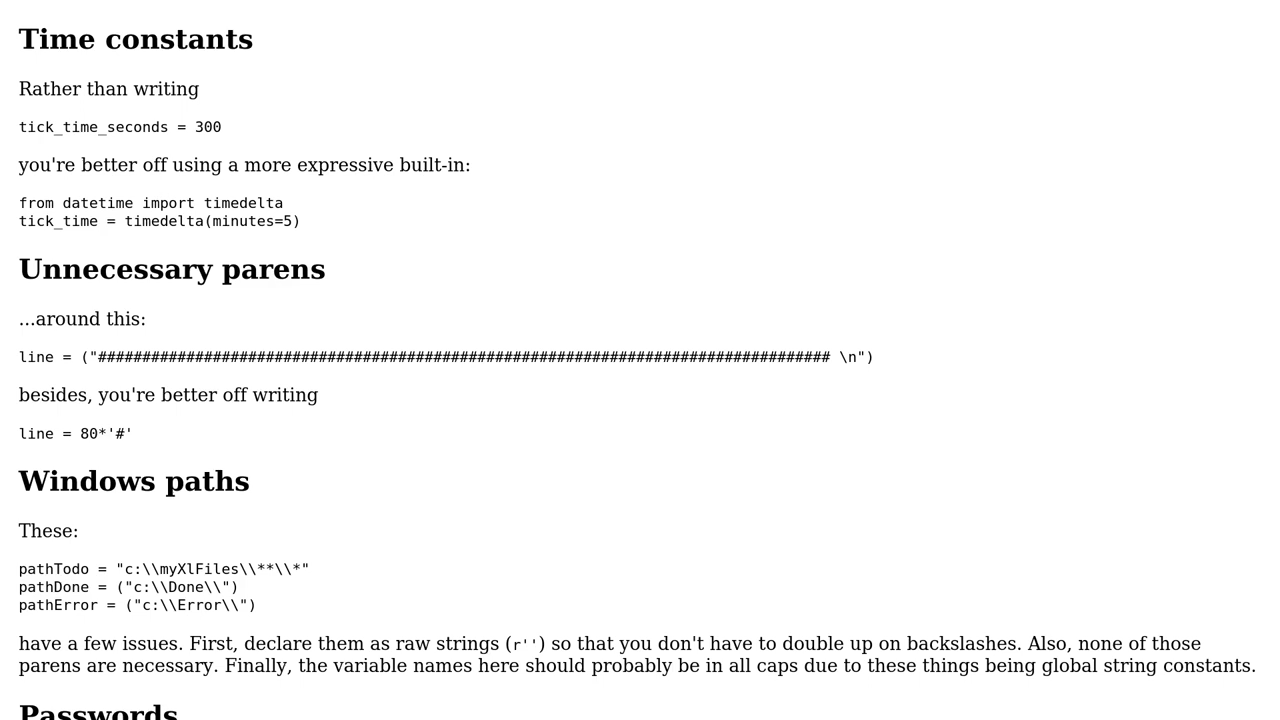 Time constants
Rather than writing
tick_time_seconds = 300
you're better off using a more expressive built-in:
from datetime import timedelta
tick_time = timedelta(minutes=5)
Unnecessary parens
...around this:
line = ("################################################################################### \n")
besides, you're better off writing
line = 80*'#'
Windows paths
These:
pathTodo = "c:\\myXlFiles\\**\\*"
pathDone = ("c:\\Done\\")
pathError = ("c:\\Error\\")
have a few issues. First, declare them as raw strings (r'') so that you don't have to double up on backslashes. Also, none of those
parens are necessary. Finally, the variable names here should probably be in all caps due to these things being global string constants.
Passwords